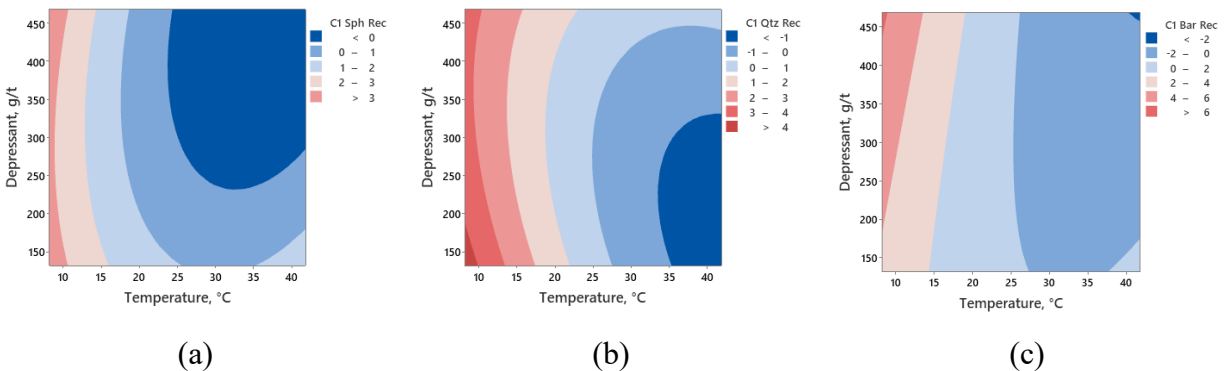 C1 Sph Rec
< 0
0 – 1
1 – 2
2 – 3
> 3
450
400
350
300
250
200
150
Depressant, g/t
10 15 20 25 30 35 40
Temperature, °C
(a)
C1 Qtz Rec
< -1
-1 – 0
0 – 1
1 – 2
2 – 3
3 – 4
> 4
450
400
350
300
250
200
150
Depressant, g/t
10 15 20 25 30 35 40
Temperature, °C
(b)
C1 Bar Rec
< -2
-2 – 0
0 – 2
2 – 4
4 – 6
> 6
450
400
350
300
250
200
150
Depressant, g/t
10 15 20 25 30 35 40
Temperature, °C
(c)